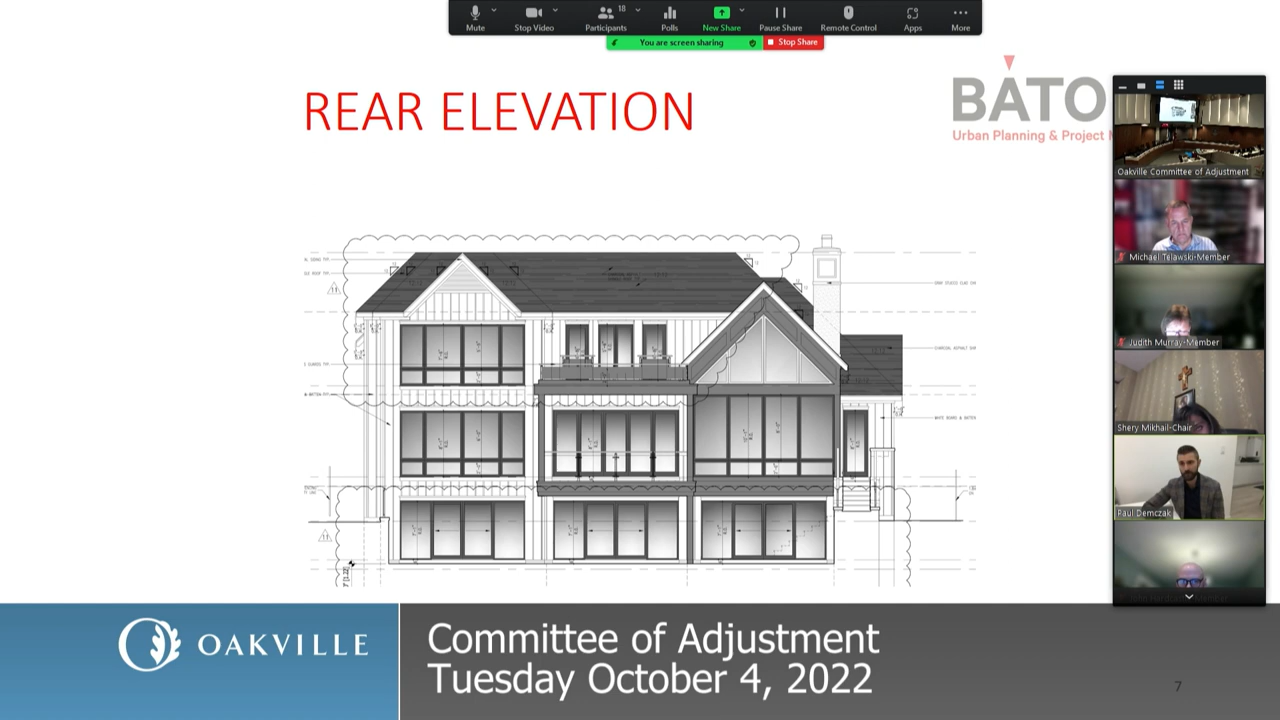 Mute
Stop Video
Participants
18
Polls
New Share
Pause Share
Remote Control
Apps
More
You are screen sharing
Stop Share
REAR ELEVATION
BATO
Urban Planning & Project
Oakville Committee of Adjustment
Michael Telawski-Member
Judith Murray-Member
Shery Mikhail-Chair
Paul Demczak
OAKVILLE
Committee of Adjustment
Tuesday October 4, 2022
7